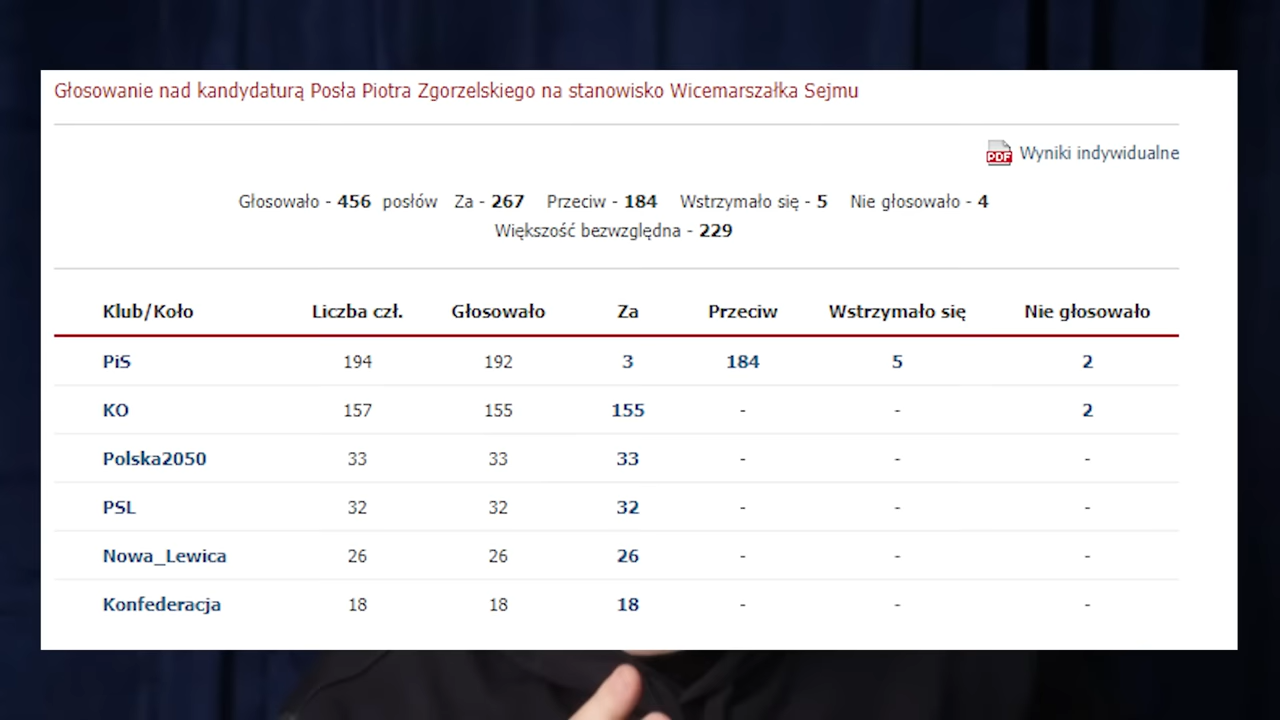 Głosowanie nad kandydaturą Posła Piotra Zgorzelskiego na stanowisko Wicemarszałka Sejmu
PDF Wyniki indywidualne
Głosowało - 456 posłów Za - 267 Przeciw - 184 Wstrzymało się - 5 Nie głosowało - 4
Większość bezwzględna - 229
Klub/Koło Liczba czł. Głosowało Za Przeciw Wstrzymało się Nie głosowało
PiS 194 192 3 184 5 2
KO 157 155 155 - - 2
Polska2050 33 33 33 - - -
PSL 32 32 32 - - -
Nowa_Lewica 26 26 26 - - -
Konfederacja 18 18 18 - - -